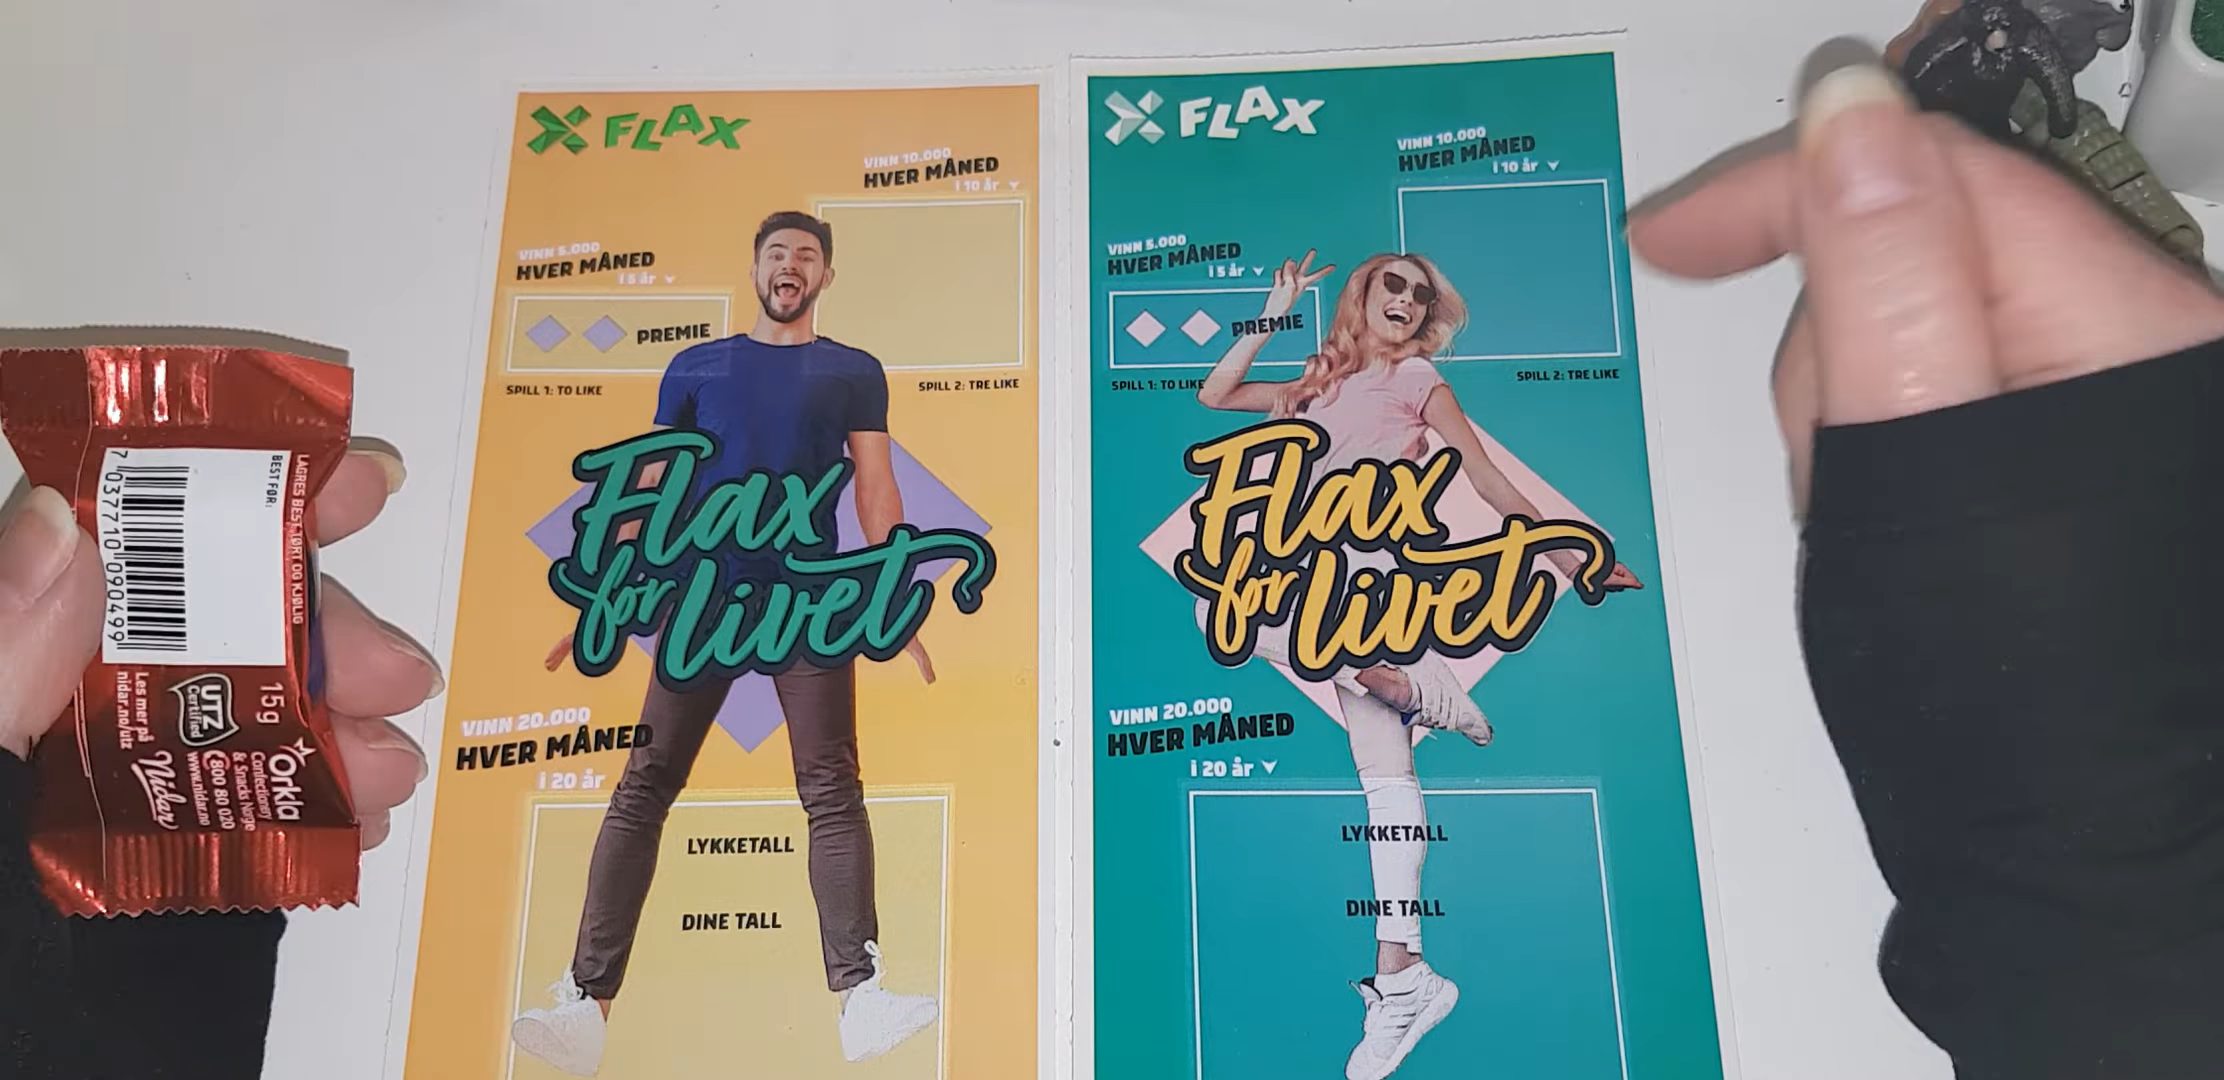 FLAX
VINN 10.000
HVER MÅNED
i 10 år
VINN 5.000
HVER MÅNED
i 5 år
PREMIE
SPILL 1: TO LIKE
SPILL 2: TRE LIKE
Flax
for livet
VINN 20.000
HVER MÅNED
i 20 år
LYKKETALL
DINE TALL
FLAX
VINN 10.000
HVER MÅNED
i 10 år
VINN 5.000
HVER MÅNED
i 5 år
PREMIE
SPILL 1: TO LIKE
SPILL 2: TRE LIKE
Flax
for livet
VINN 20.000
HVER MÅNED
i 20 år
LYKKETALL
DINE TALL
LAGRES BEST TØRT OG KJØLIG
BEST FØR:
7 037710 090499
15g
UTZ
Certified
Les mer på
nidar.no/utz
Orkla
Confectionery
& Snacks Norge
800 80 020
www.nidar.no
Nidar